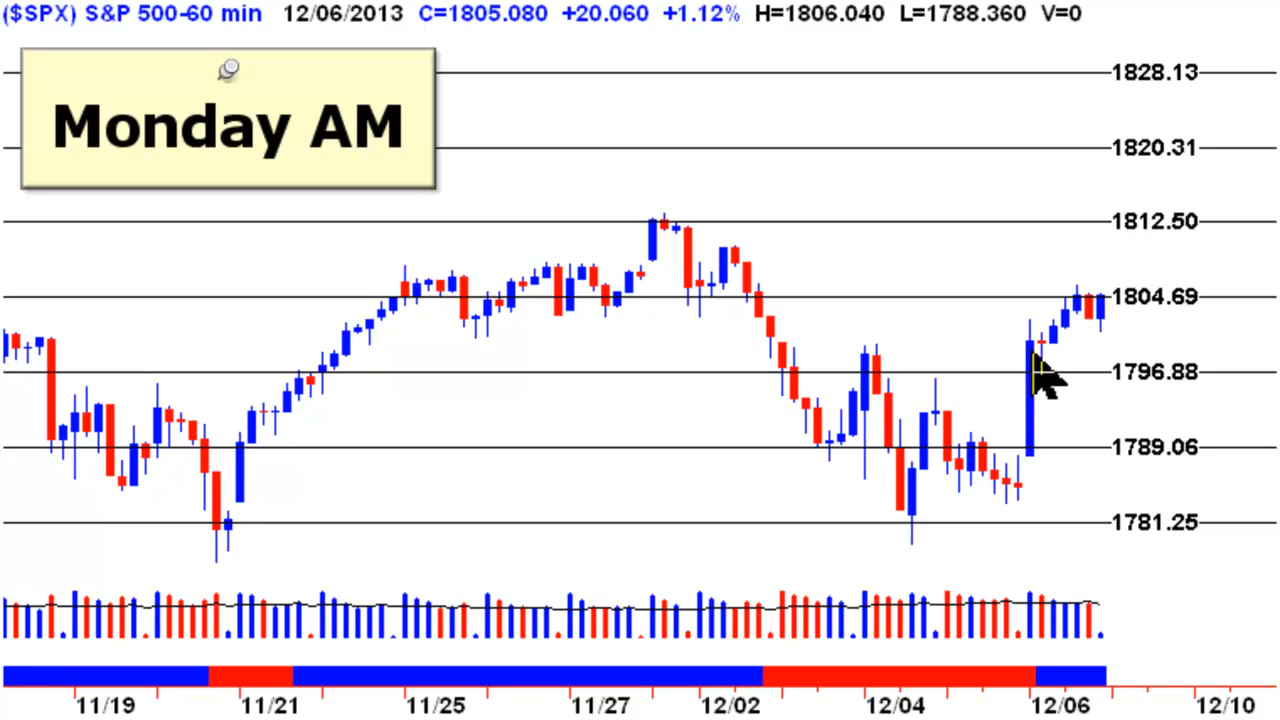 ($SPX) S&P 500-60 min 12/06/2013 C=1805.080 +20.060 +1.12% H=1806.040 L=1788.360 V=0
Monday AM
1828.13
1820.31
1812.50
1804.69
1796.88
1789.06
1781.25
11/19 11/21 11/25 11/27 12/02 12/04 12/06 12/10